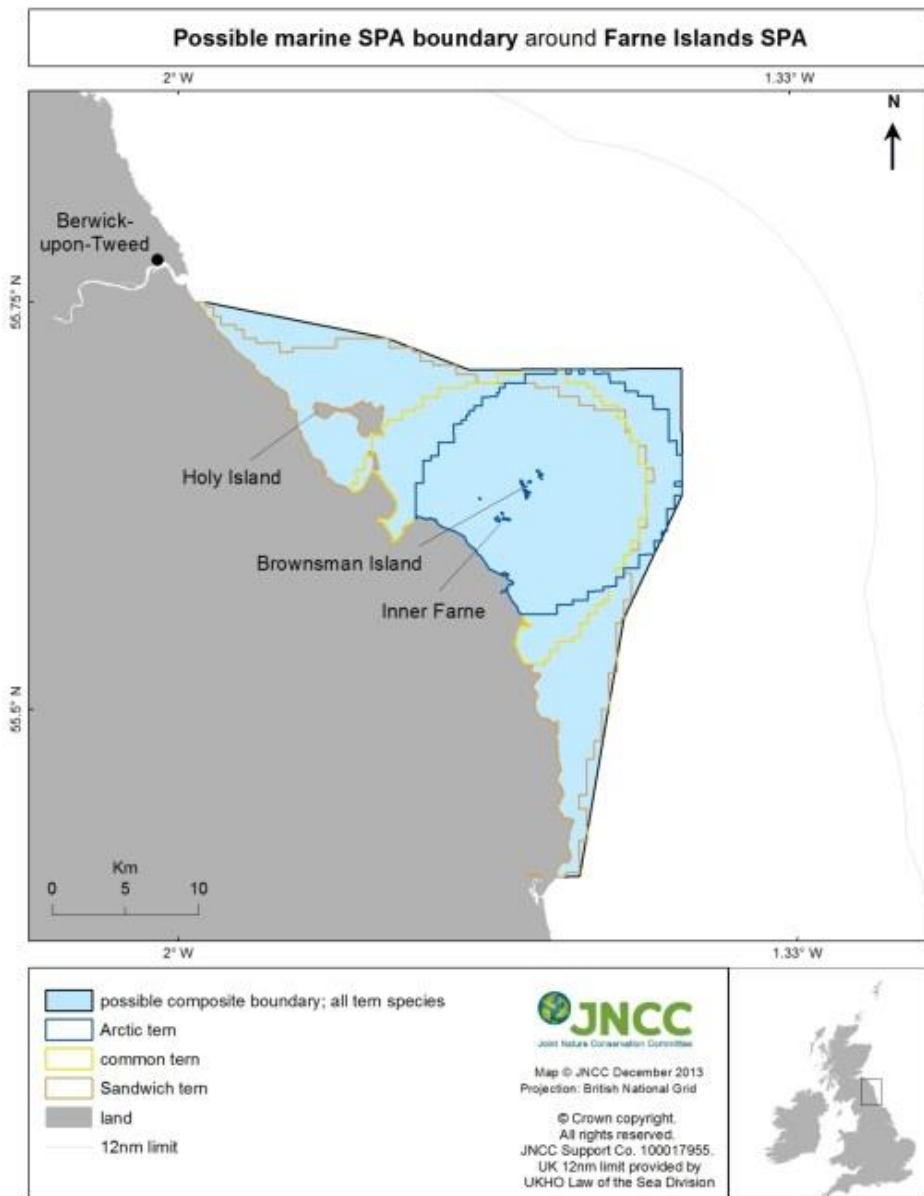 Possible marine SPA boundary around Farne Islands SPA
2° W
1.33° W
N
Berwick-
upon-Tweed
55.75° N
Holy Island
Brownsman Island
Inner Farne
55.5° N
Km
0 5 10
2° W
1.33° W
possible composite boundary; all tern species
Arctic tern
common tern
Sandwich tern
land
12nm limit
JNCC
Joint Nature Conservation Committee
Map © JNCC December 2013
Projection: British National Grid
© Crown copyright.
All rights reserved.
JNCC Support Co. 100017955.
UK 12nm limit provided by
UKHO Law of the Sea Division